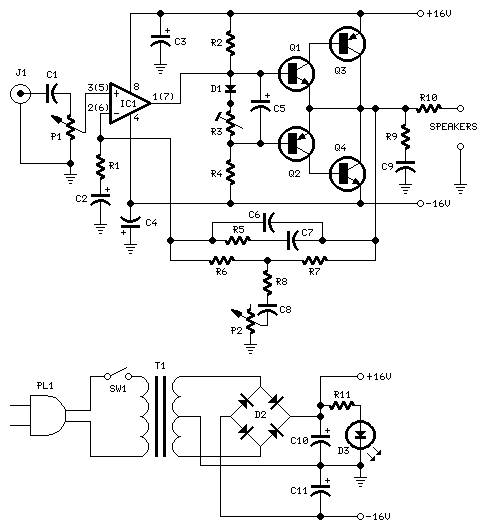 +16V
J1
C1
P1
3(5)
2(6)
+
-
IC1
8
4
1(7)
C3
+
R2
D1
R3
R4
C5
+
Q1
Q2
Q3
Q4
R10
R9
C9
SPEAKERS
R1
C2
+
C4
+
-16V
C6
R5
C7
R6
R7
R8
C8
P2
PL1
SW1
T1
D2
+16V
R11
C10
+
D3
C11
+
-16V